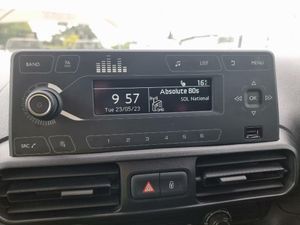 BAND
TA
LIST
MENU
16
Absolute 80s
9 57
SDL National
Tue 23/05/23
OK
SRC
1 2 3 4 5 6